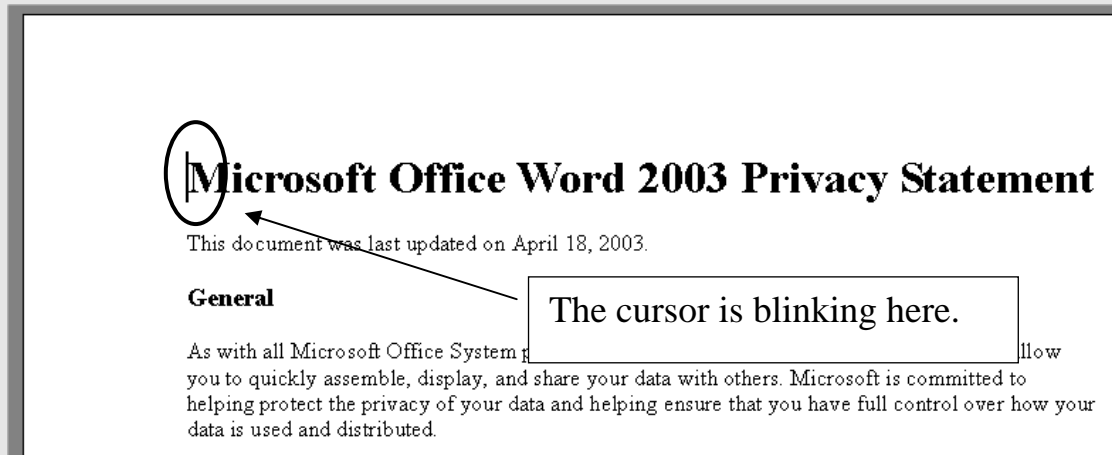 Microsoft Office Word 2003 Privacy Statement
This document was last updated on April 18, 2003.
General
The cursor is blinking here.
As with all Microsoft Office System
you to quickly assemble, display, and share your data with others. Microsoft is committed to
helping protect the privacy of your data and helping ensure that you have full control over how your
data is used and distributed.